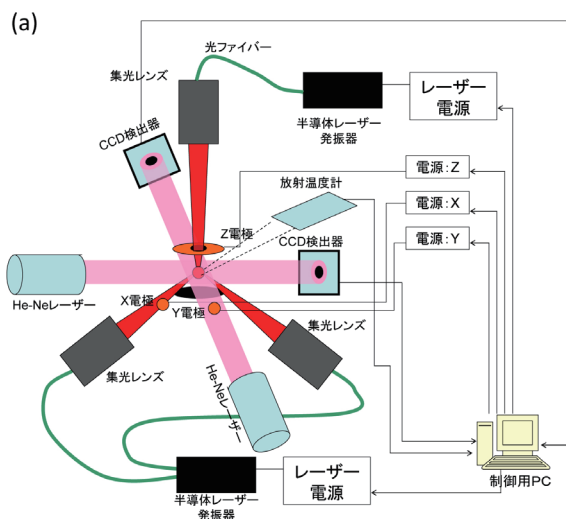 (a)
光ファイバー
集光レンズ
レーザー
電源
半導体レーザー
発振器
CCD検出器
電源:Z
放射温度計
電源:X
Z電極
電源:Y
CCD検出器
He-Neレーザー
X電極
Y電極
集光レンズ
集光レンズ
He-Neレーザー
制御用PC
レーザー
電源
半導体レーザー
発振器